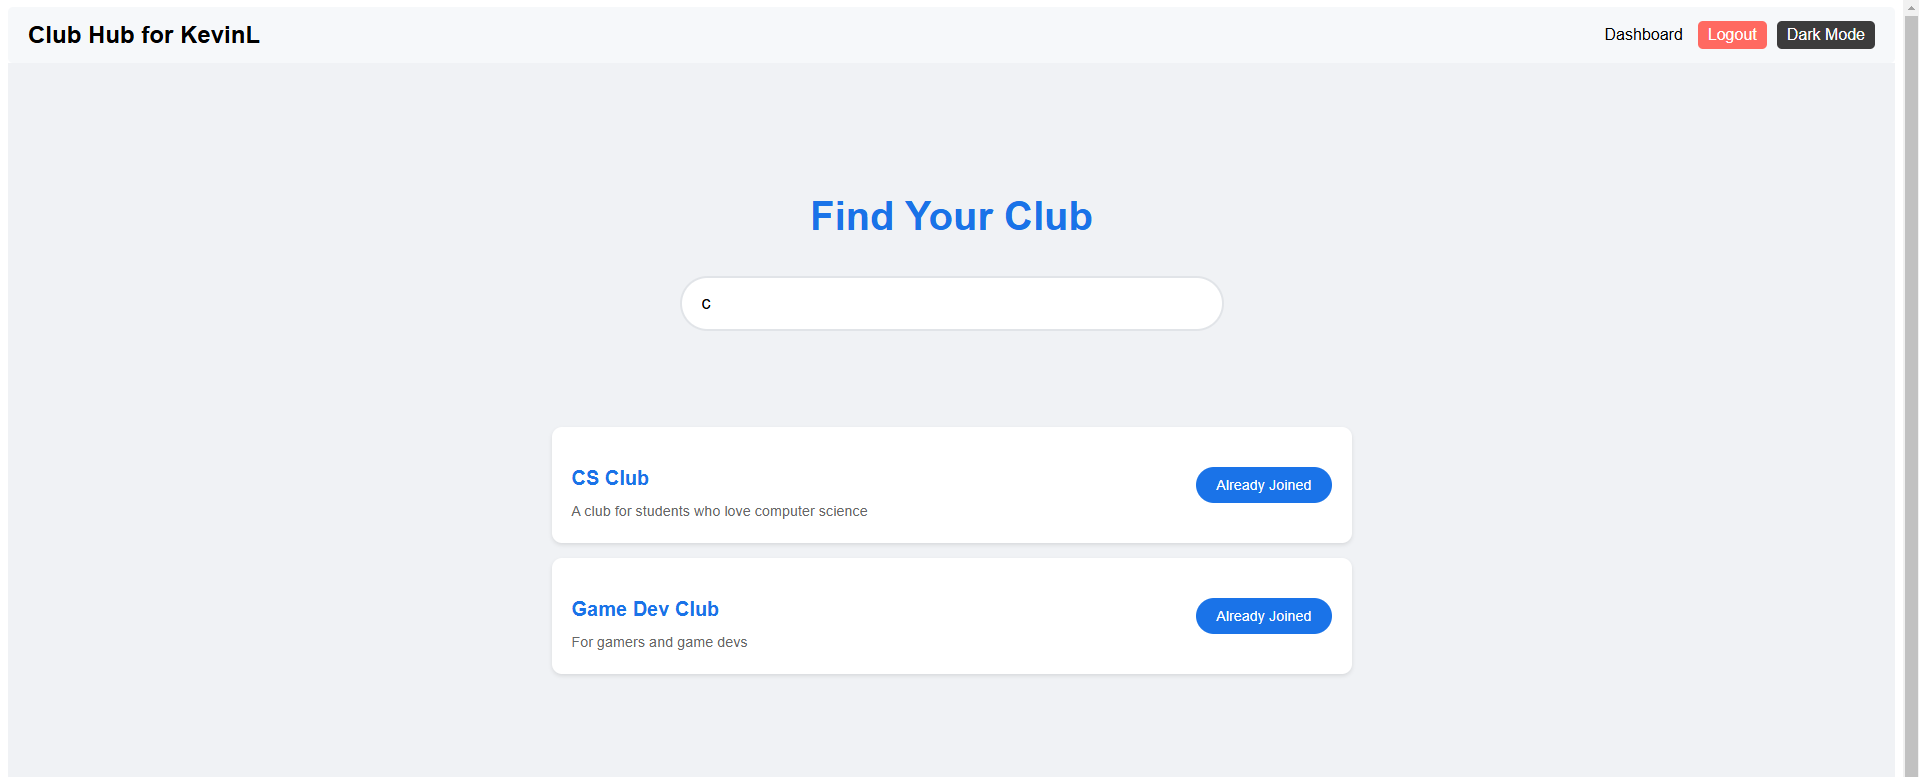 Club Hub for KevinL
Dashboard Logout Dark Mode
Find Your Club
c
CS Club
A club for students who love computer science
Already Joined
Game Dev Club
For gamers and game devs
Already Joined